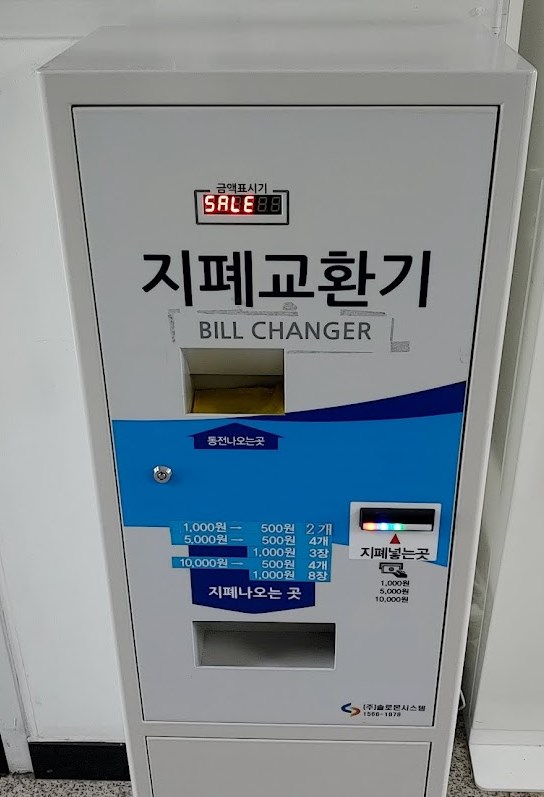 금액표시기
SALE
지폐교환기
BILL CHANGER
동전나오는곳
1,000원 → 500원 2개
5,000원 → 500원 4개
1,000원 3장
10,000원 → 500원 4개
1,000원 8장
지폐나오는 곳
지폐넣는곳
1,000원
5,000원
10,000원
(주)솔로몬시스템
1566-1878